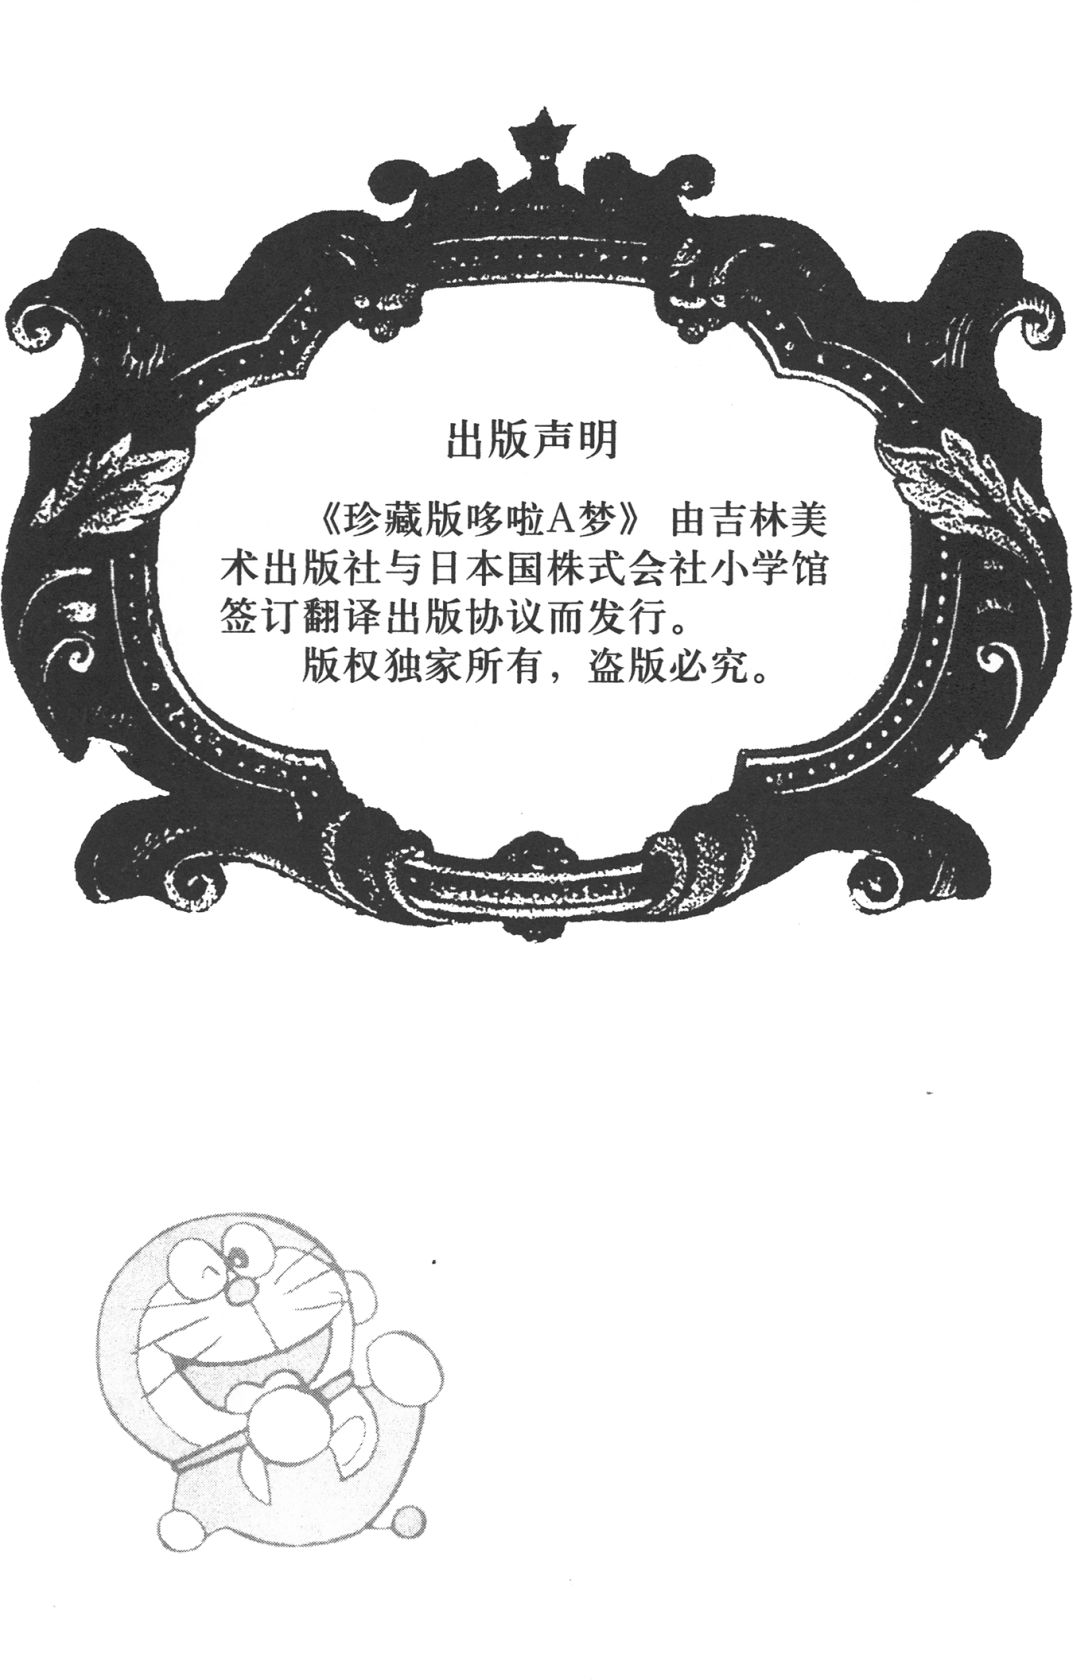 出版声明
《珍藏版哆啦A梦》 由吉林美
术出版社与日本国株式会社小学馆
签订翻译出版协议而发行。
版权独家所有，盗版必究。